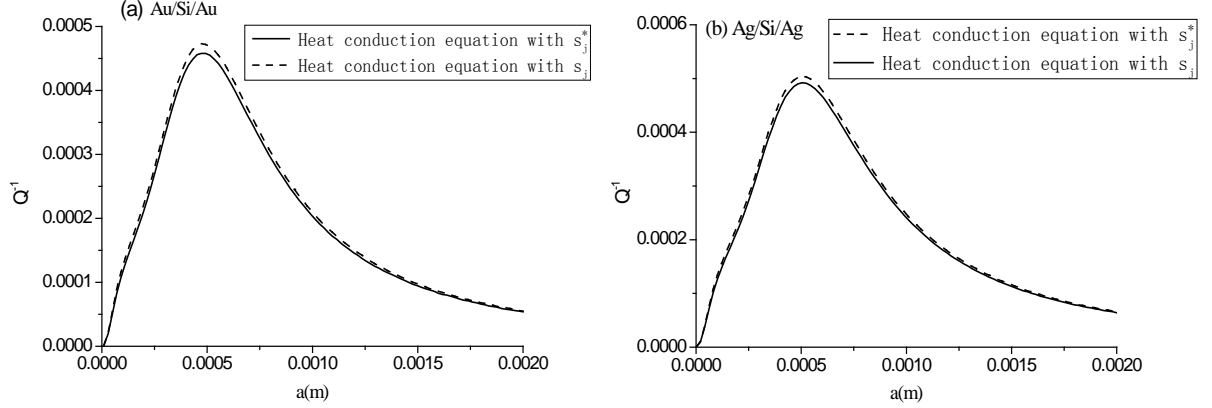 (a) Au/Si/Au
Heat conduction equation with s*j
Heat conduction equation with sj
0.0005
0.0004
0.0003
0.0002
0.0001
0.0000
Q-1
0.0000 0.0005 0.0010 0.0015 0.0020
a(m)
(b) Ag/Si/Ag
Heat conduction equation with s*j
Heat conduction equation with sj
0.0006
0.0004
0.0002
0.0000
Q-1
0.0000 0.0005 0.0010 0.0015 0.0020
a(m)